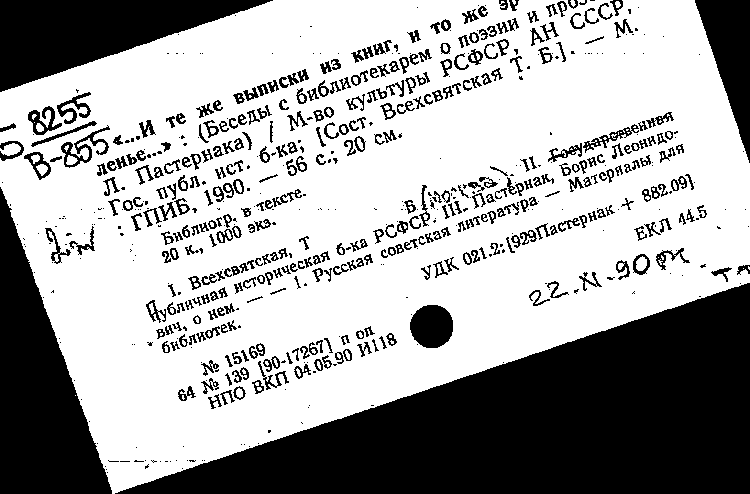 Б 8255
В-855
«...И те же выписки из книг, и то же эр
ленье...» : (Беседы с библиотекарем о поэзии и прозе
Л. Пастернака) / М-во культуры РСФСР, АН СССР,
Гос. публ. ист. б-ка; [Сост. Всехсвятская Т. Б.]. — М.
: ГПИБ, 1990. — 56 с.; 20 см.
Библиогр. в тексте.
20 к., 1000 экз.
I. Всехсвятская, Т Б (Москва). II. Государственная
публичная историческая б-ка РСФСР. III. Пастернак, Борис Леонидо-
вич, о нем. — — 1. Русская советская литература — Материалы для
библиотек.
УДК 021.2:[929Пастернак + 882.09]
ЕКЛ 44.5
22.XI.90
№ 15169
64 № 139 [90-17267] п оп
НПО ВКП 04.05.90 И118